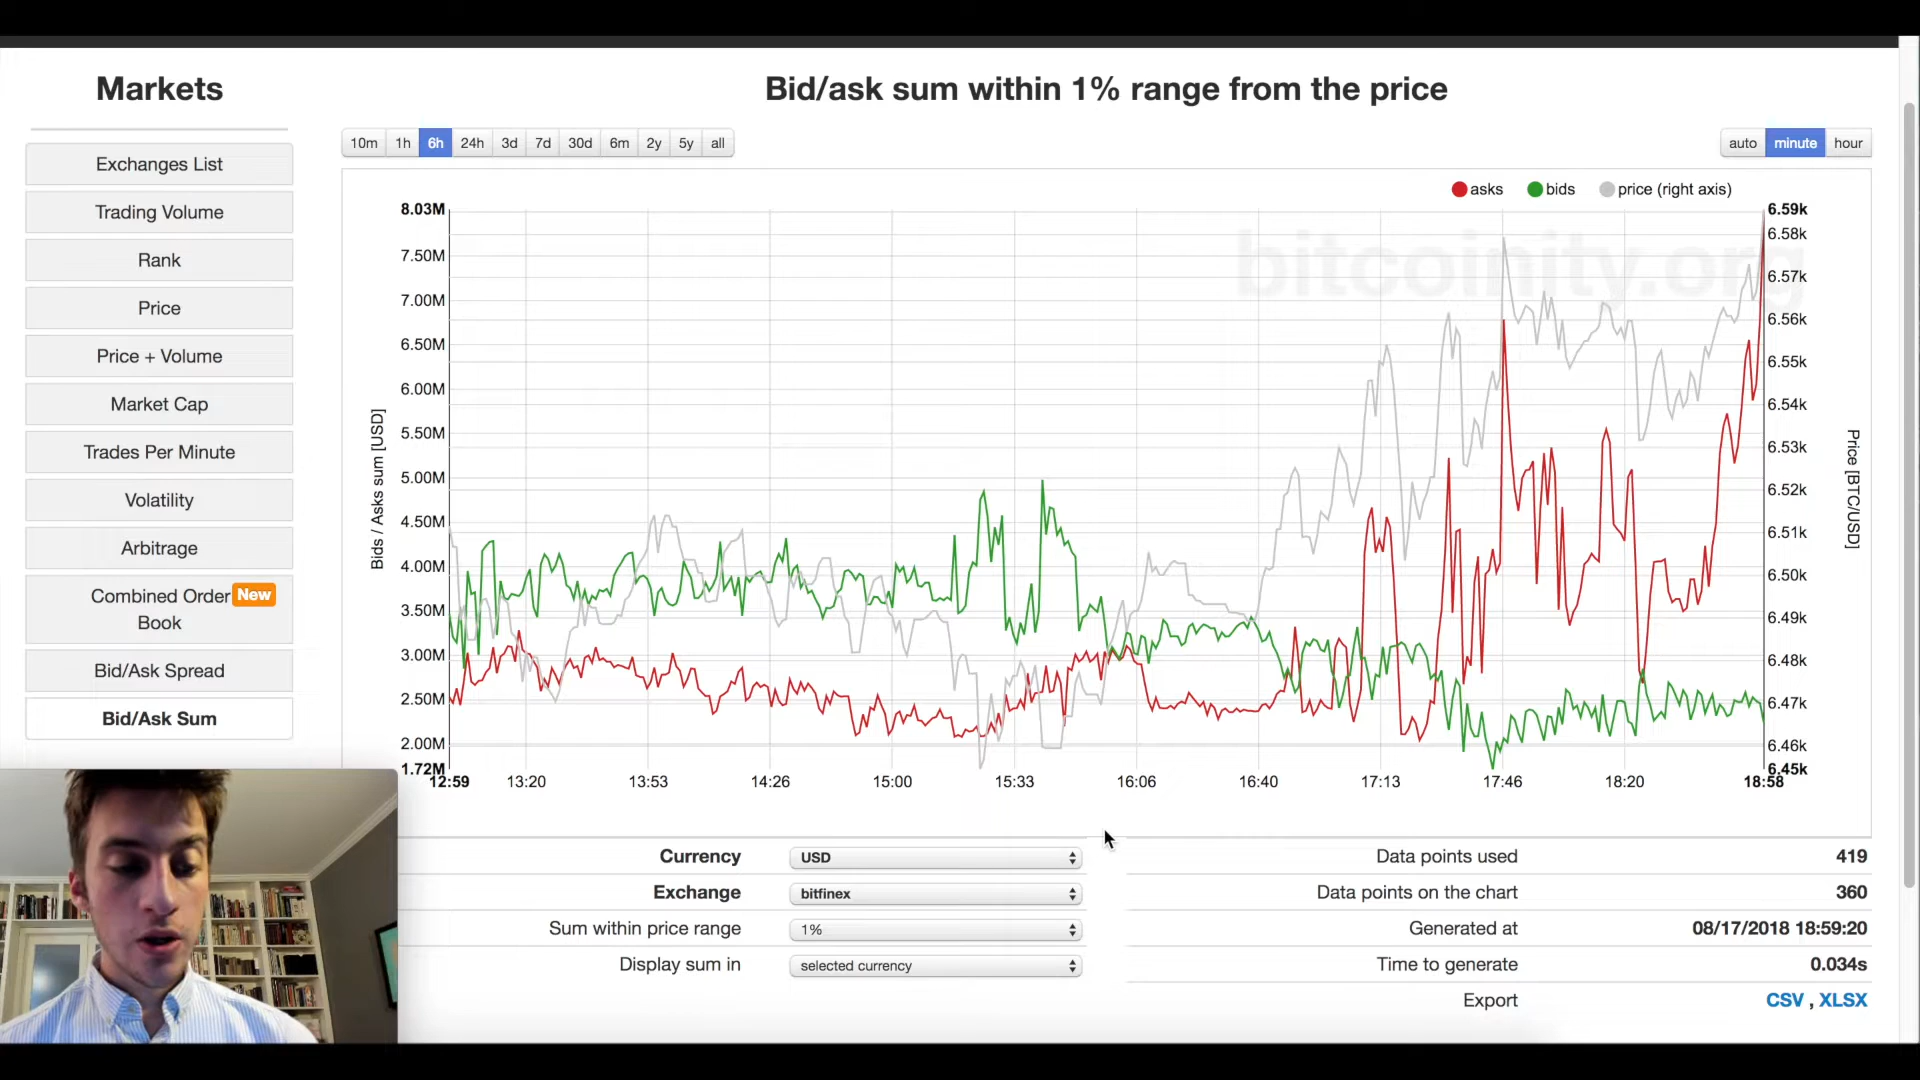 Markets
Exchanges List
Trading Volume
Rank
Price
Price + Volume
Market Cap
Trades Per Minute
Volatility
Arbitrage
Combined Order New
Book
Bid/Ask Spread
Bid/Ask Sum
Bid/ask sum within 1% range from the price
10m 1h 6h 24h 3d 7d 30d 6m 2y 5y all
auto minute hour
asks bids price (right axis)
bitcoinity.org
Bids / Asks sum [USD]
8.03M
7.50M
7.00M
6.50M
6.00M
5.50M
5.00M
4.50M
4.00M
3.50M
3.00M
2.50M
2.00M
1.72M
6.59k
6.58k
6.57k
6.56k
6.55k
6.54k
6.53k
6.52k
6.51k
6.50k
6.49k
6.48k
6.47k
6.46k
6.45k
Price [BTC/USD]
12:59 13:20 13:53 14:26 15:00 15:33 16:06 16:40 17:13 17:46 18:20 18:58
Currency USD
Exchange bitfinex
Sum within price range 1%
Display sum in selected currency
Data points used 419
Data points on the chart 360
Generated at 08/17/2018 18:59:20
Time to generate 0.034s
Export CSV , XLSX